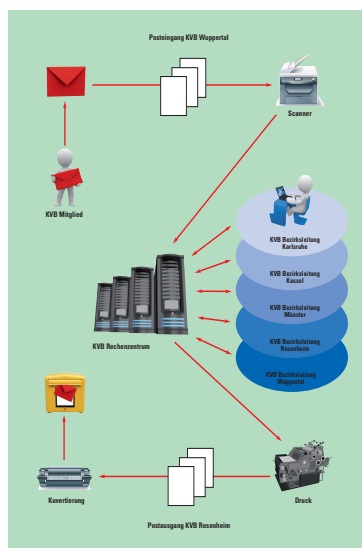 Posteingang KVB Wuppertal
Scanner
KVB Mitglied
KVB Bezirksleitung
Karlsruhe
KVB Bezirksleitung
Kassel
KVB Bezirksleitung
Münster
KVB Bezirksleitung
Rosenheim
KVB Bezirksleitung
Wuppertal
KVB Rechenzentrum
Kuvertierung
Druck
Postausgang KVB Rosenheim